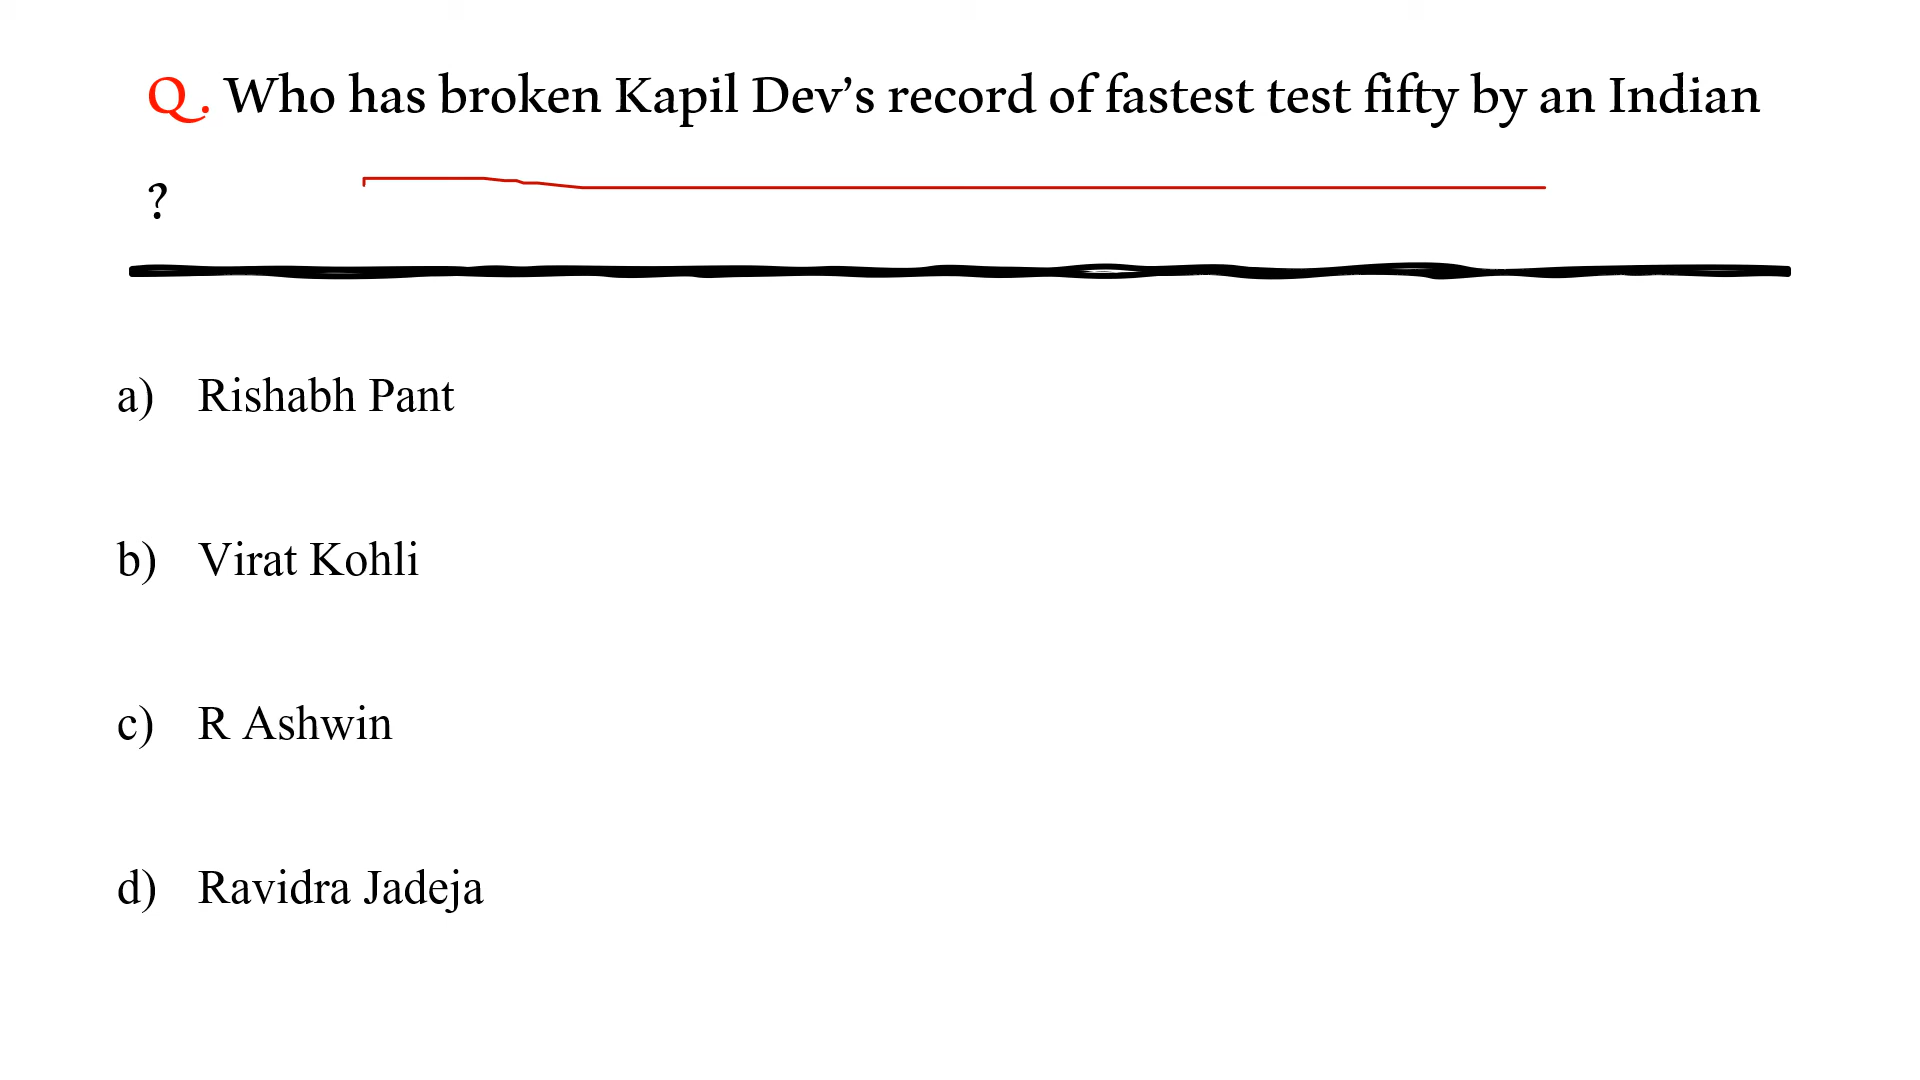 Q. Who has broken Kapil Dev’s record of fastest test fifty by an Indian
?
a) Rishabh Pant
b) Virat Kohli
c) R Ashwin
d) Ravidra Jadeja